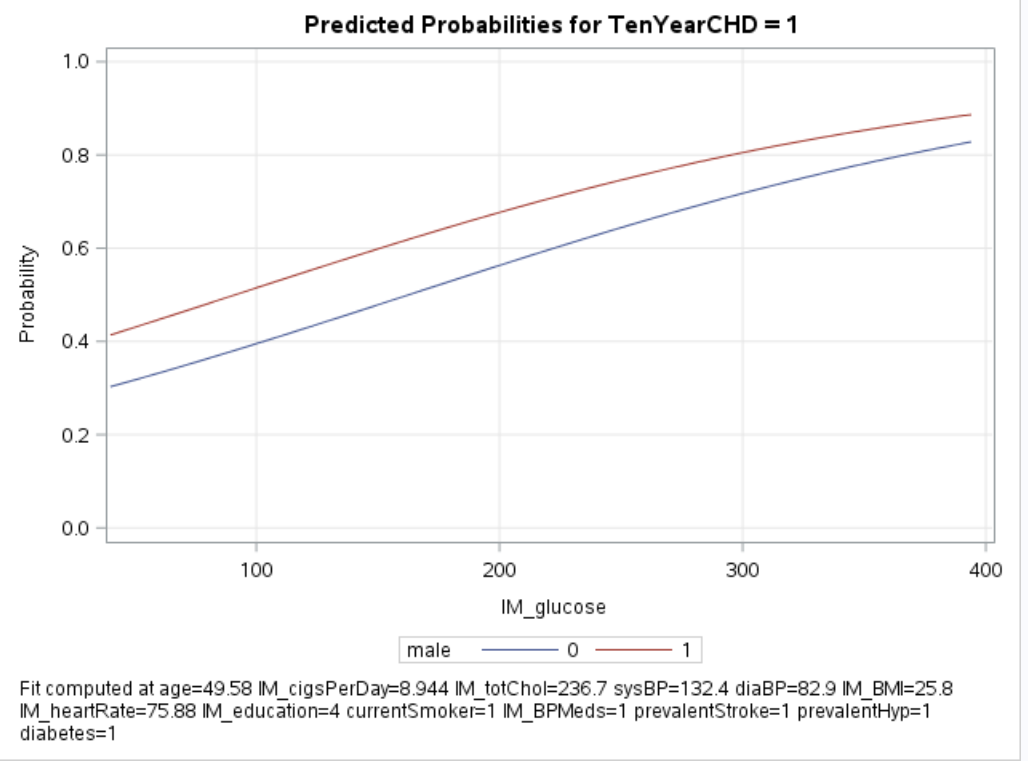 Predicted Probabilities for TenYearCHD = 1
1.0
0.8
0.6
0.4
0.2
0.0
Probability
100 200 300 400
IM_glucose
male 0 1
Fit computed at age=49.58 IM_cigsPerDay=8.944 IM_totChol=236.7 sysBP=132.4 diaBP=82.9 IM_BMI=25.8
IM_heartRate=75.88 IM_education=4 currentSmoker=1 IM_BPMeds=1 prevalentStroke=1 prevalentHyp=1
diabetes=1